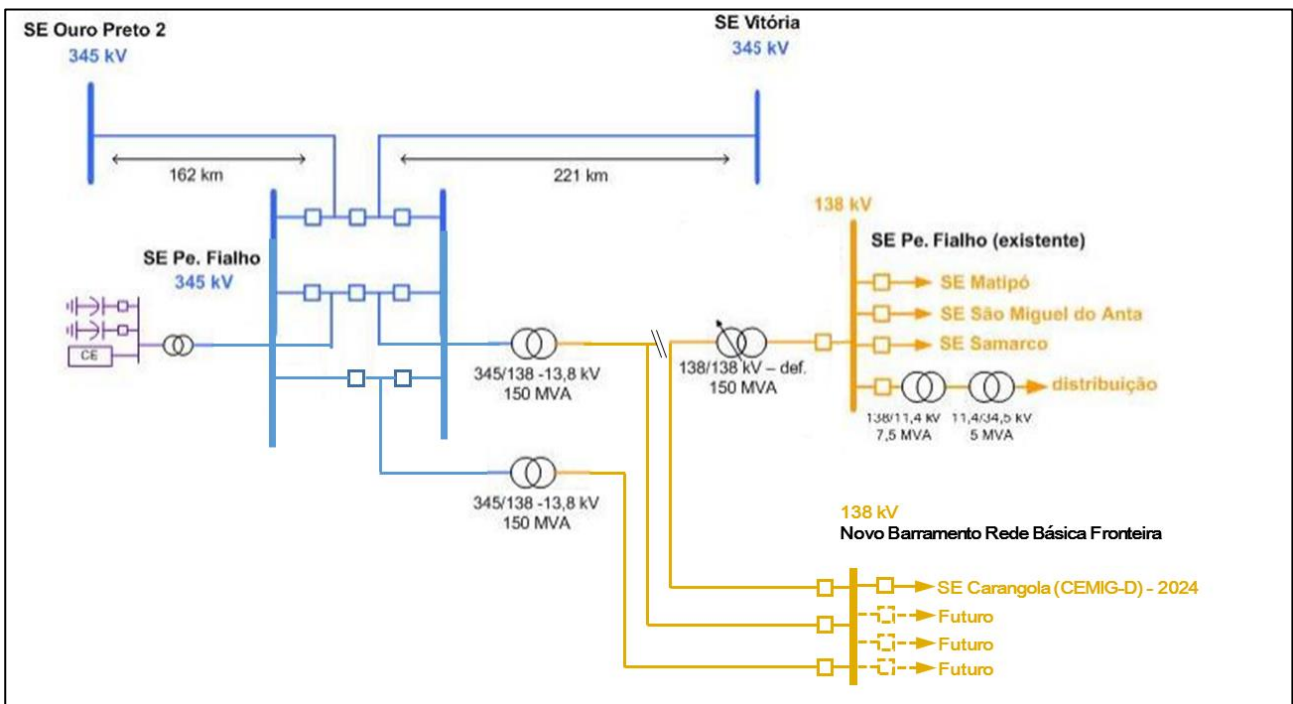 SE Ouro Preto 2
345 kV
SE Vitória
345 kV
162 km
221 km
138 kV
SE Pe. Fialho (existente)
SE Pe. Fialho
345 kV
SE Matipó
SE São Miguel do Anta
SE Samarco
CE
345/138 -13,8 kV
150 MVA
138/138 kV – def.
150 MVA
distribuição
138/11,4 kV
7,5 MVA
11,4/34,5 kV
5 MVA
345/138 -13,8 kV
150 MVA
138 kV
Novo Barramento Rede Básica Fronteira
SE Carangola (CEMIG-D) - 2024
Futuro
Futuro
Futuro